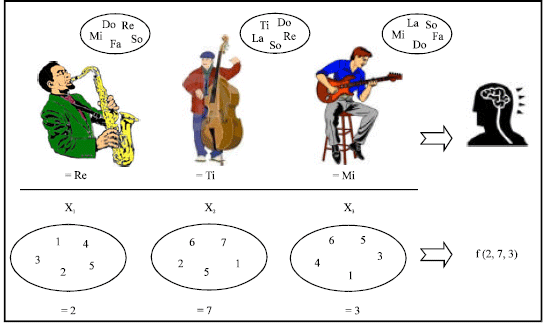 Do Re
Mi Fa So
Ti Do
La Re
So
La So
Mi Fa
Do
= Re = Ti = Mi
X₁ X₂ X₃
1 4
3 2 5
6 7
2 5 1
6 5
4 3
1
f (2, 7, 3)
= 2 = 7 = 3